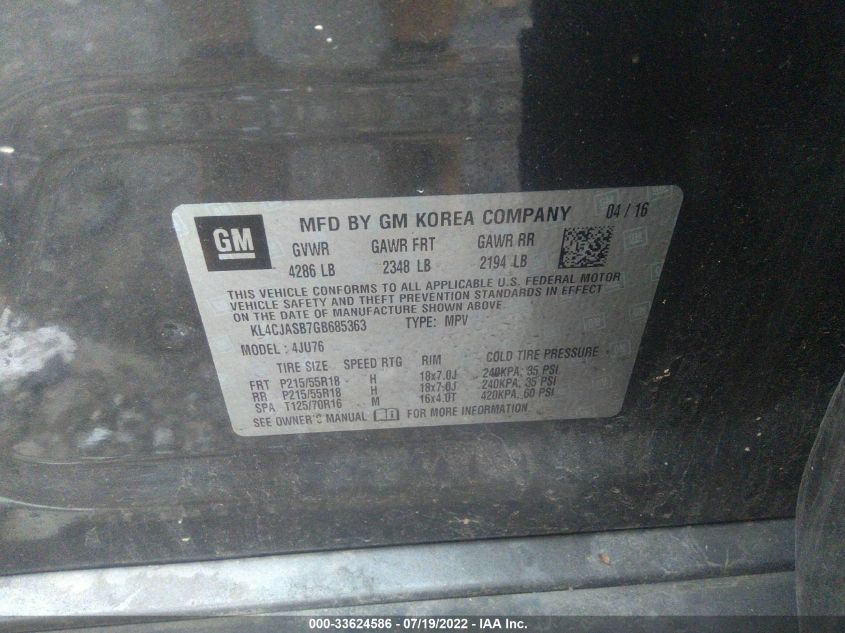 GM
MFD BY GM KOREA COMPANY 04 / 16
GVWR GAWR FRT GAWR RR
4286 LB 2348 LB 2194 LB
THIS VEHICLE CONFORMS TO ALL APPLICABLE U.S. FEDERAL MOTOR
VEHICLE SAFETY AND THEFT PREVENTION STANDARDS IN EFFECT
ON THE DATE OF MANUFACTURE SHOWN ABOVE.
KL4CJASB7GB685363 TYPE: MPV
MODEL: 4JU76
TIRE SIZE SPEED RTG RIM COLD TIRE PRESSURE
FRT P215/55R18 H 18x7.0J 240KPA, 35 PSI
RR P215/55R18 H 18x7.0J 240KPA, 35 PSI
SPA T125/70R16 M 16x4.0T 420KPA, 60 PSI
SEE OWNER'S MANUAL FOR MORE INFORMATION.
000-33624586 - 07/19/2022 - IAA Inc.